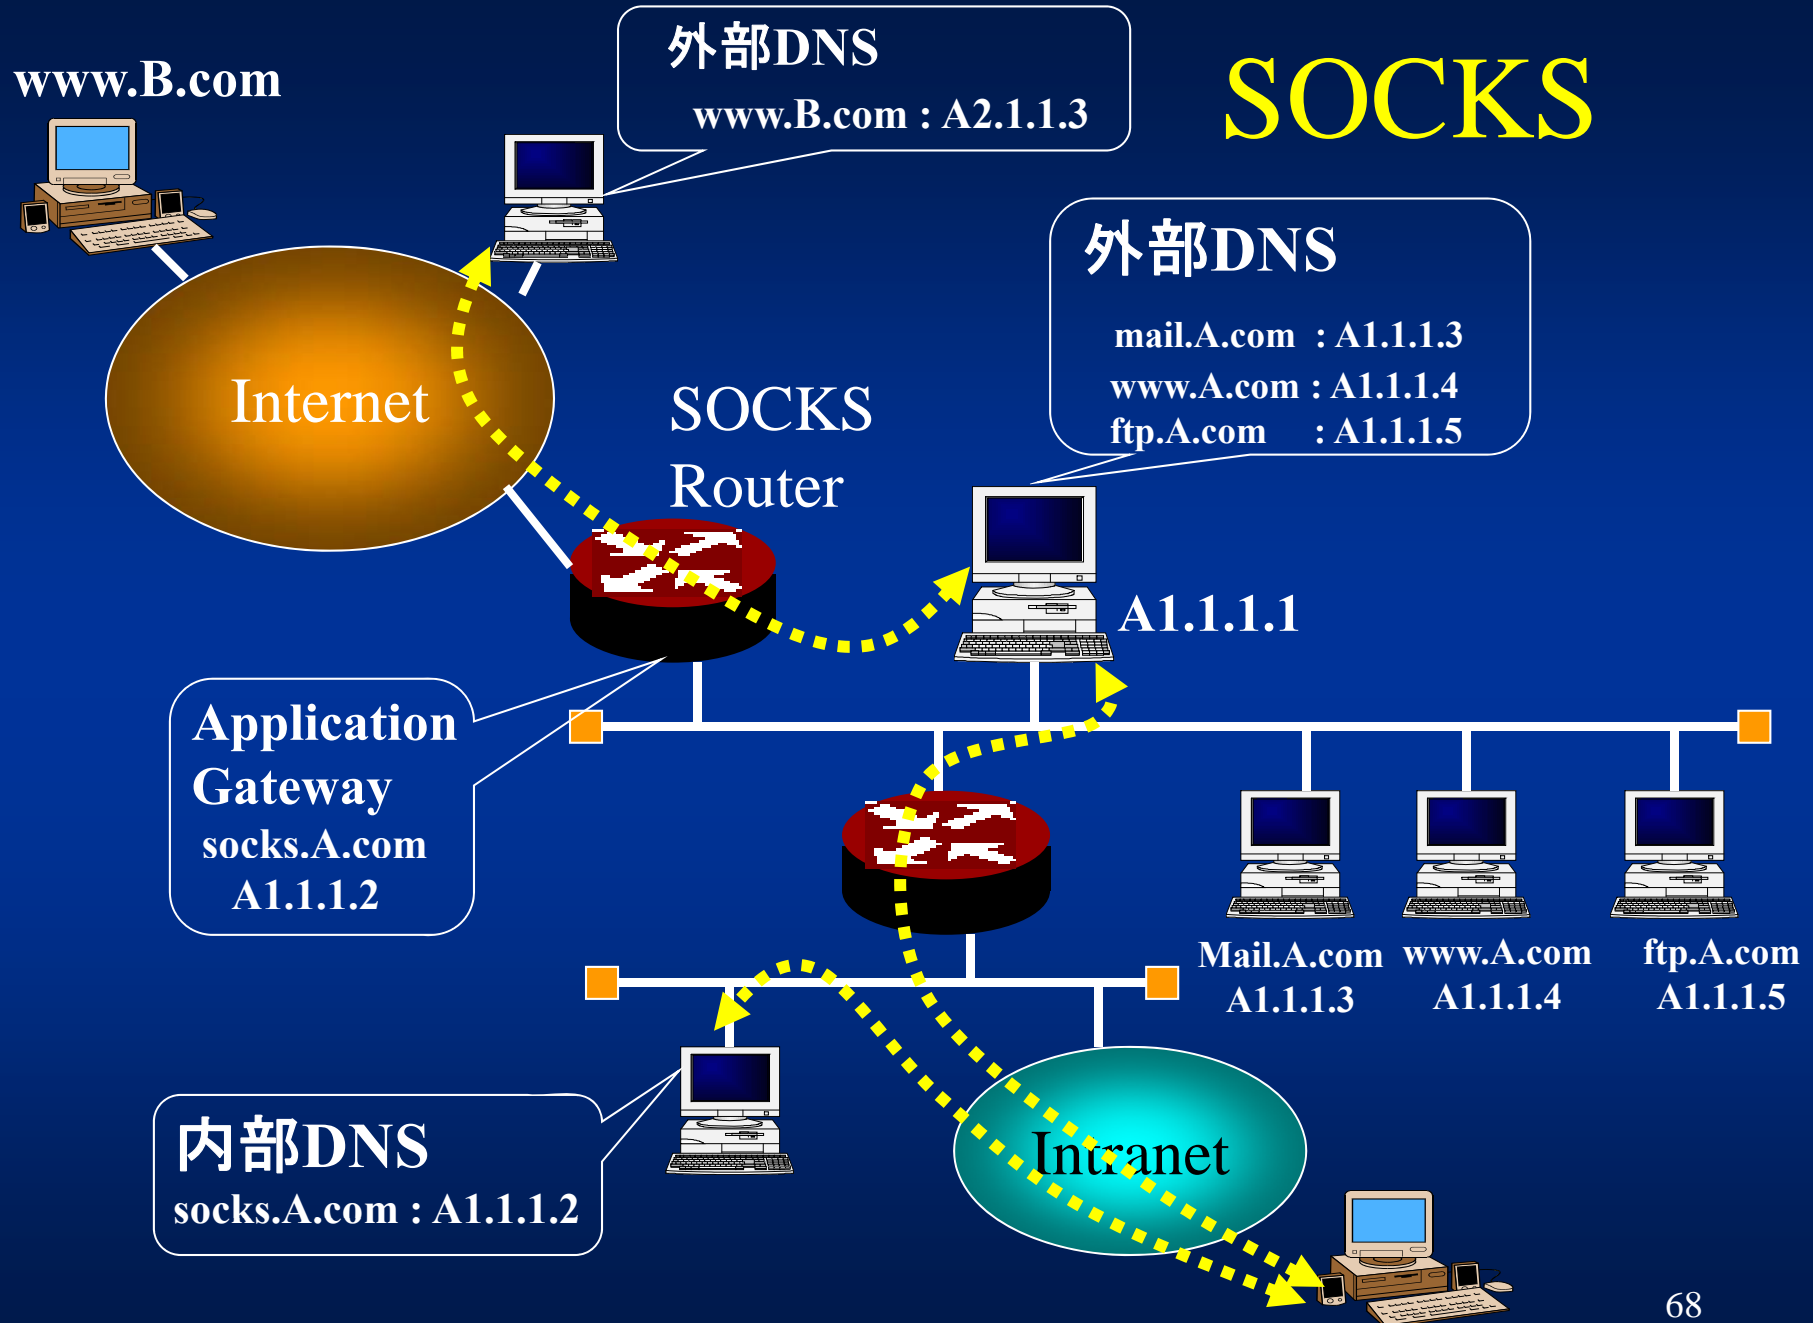 SOCKS
www.B.com
外部DNS
www.B.com : A2.1.1.3
外部DNS
mail.A.com : A1.1.1.3
www.A.com : A1.1.1.4
ftp.A.com : A1.1.1.5
Internet
SOCKS
Router
A1.1.1.1
Application
Gateway
socks.A.com
A1.1.1.2
Mail.A.com
A1.1.1.3
www.A.com
A1.1.1.4
ftp.A.com
A1.1.1.5
内部DNS
socks.A.com : A1.1.1.2
Intranet
68